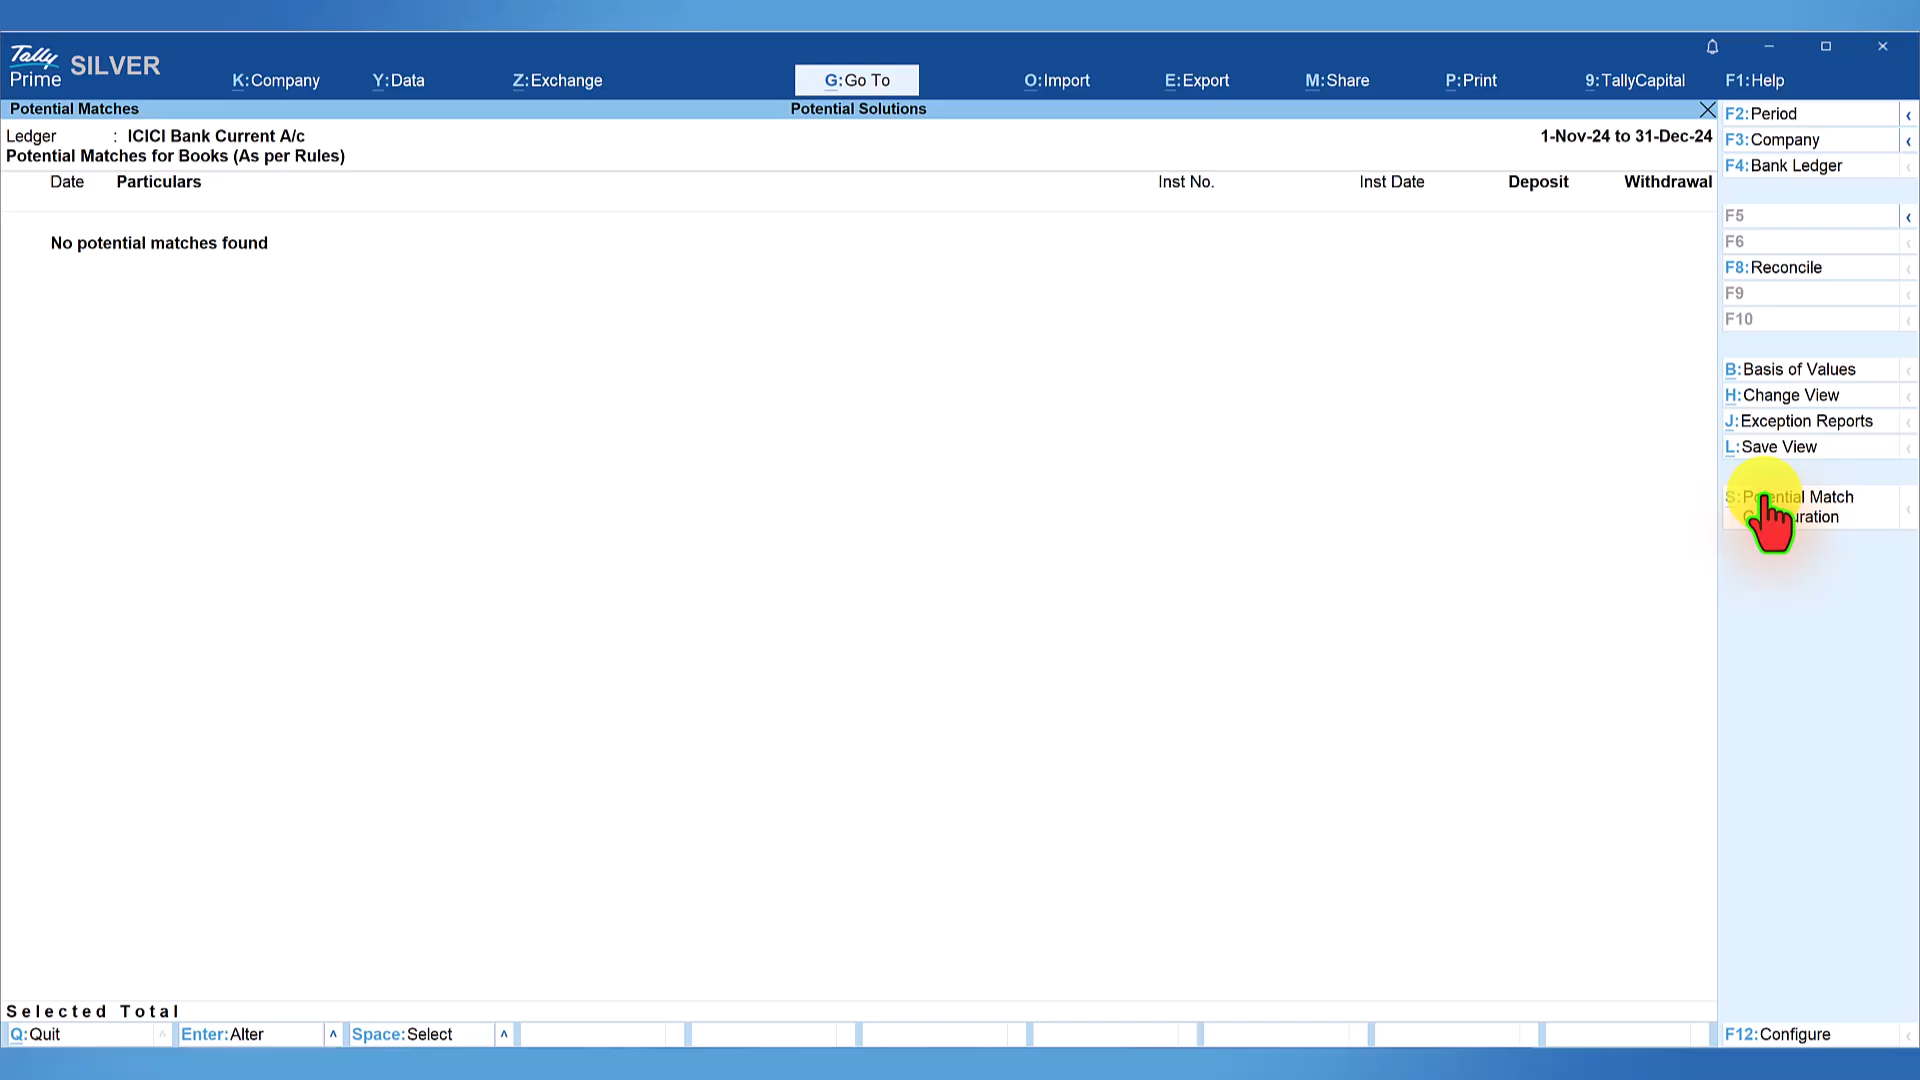 Tally
Prime
SILVER
K:Company
Y:Data
Z:Exchange
G:Go To
O:Import
E:Export
M:Share
P:Print
9:TallyCapital
F1:Help
Potential Matches
Potential Solutions
F2:Period
Ledger : ICICI Bank Current A/c
1-Nov-24 to 31-Dec-24
F3:Company
Potential Matches for Books (As per Rules)
F4:Bank Ledger
Date Particulars Inst No. Inst Date Deposit Withdrawal
F5
No potential matches found
F6
F8:Reconcile
F9
F10
B:Basis of Values
H:Change View
J:Exception Reports
L:Save View
Match
Selected Total
Q:Quit
Enter:Alter
Space:Select
F12:Configure